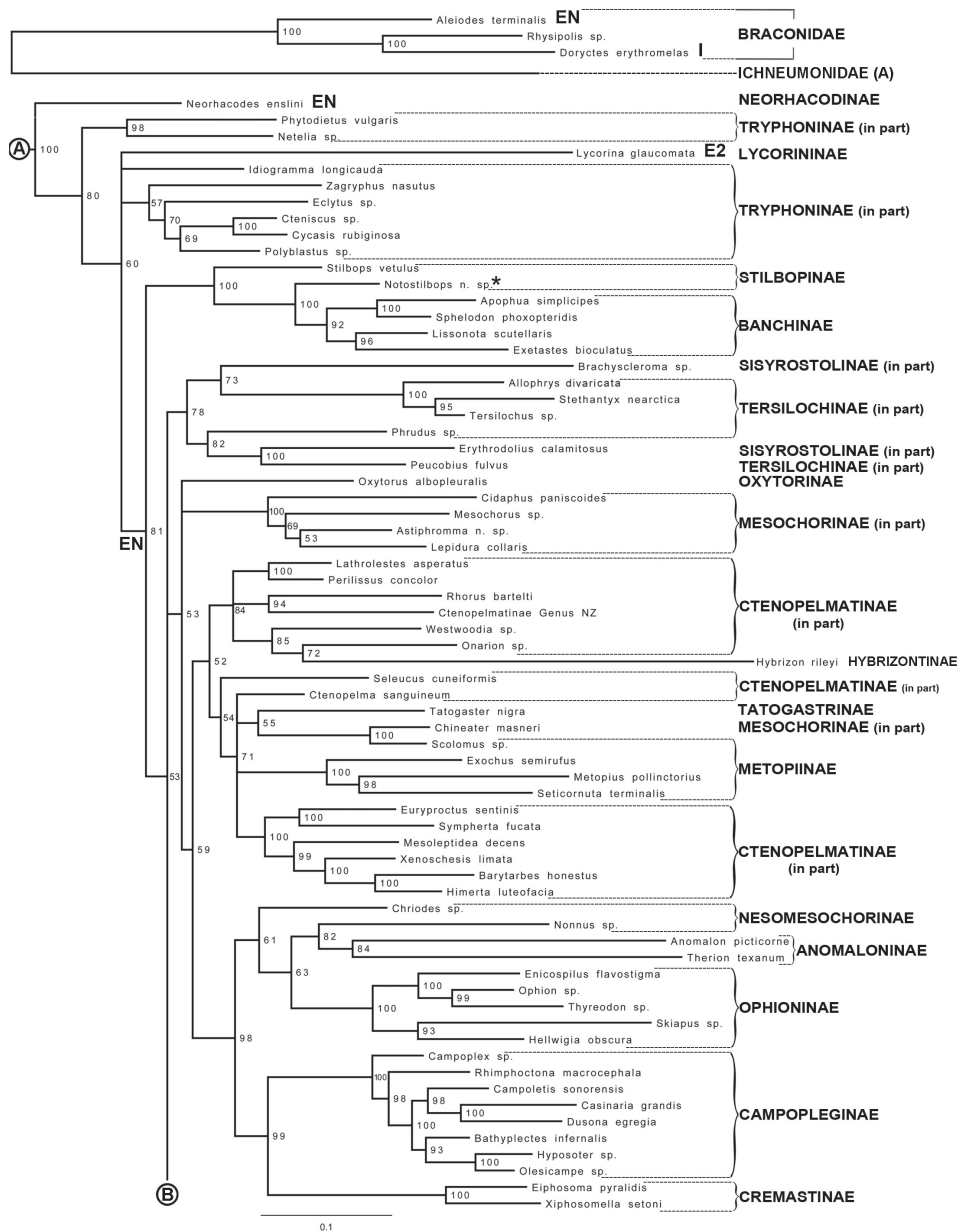 Aleiodes terminalis EN
100
Rhysipolis sp.
BRACONIDAE
100
Doryctes erythromelas I
ICHNEUMONIDAE (A)
Neorhacodes enslini EN
NEORHACODINAE
Phytodietus vulgaris
98
TRYPHONINAE (in part)
Netelia sp.
A
100
Lycorina glaucomata E2
LYCORININAE
Idiogramma longicauda
Zagryphus nasutus
57
80
Eclytus sp.
TRYPHONINAE (in part)
70
Cteniscus sp.
100
69
Cycasis rubiginosa
Polyblastus sp.
60
Stilbops vetulus
STILBOPINAE
100
Notostilbops n. sp.*
Apophua simplicipes
100
100
Sphelodon phoxopteridis
92
BANCHINAE
Lissonota scutellaris
96
Exetastes bioculatus
Brachyscleroma sp.
SISYROSTOLINAE (in part)
73
Allophrys divaricata
100
Stethantyx nearctica
95
TERSILOCHINAE (in part)
Tersilochus sp.
78
Phrudus sp.
82
Erythrodolius calamitosus
SISYROSTOLINAE (in part)
100
Peucobius fulvus
TERSILOCHINAE (in part)
Oxytorus albopleuralis
OXYTORINAE
Cidaphus paniscoides
100
Mesochorus sp.
MESOCHORINAE (in part)
69
Astiphromma n. sp.
53
EN
81
Lepidura collaris
Lathrolestes asperatus
100
Perilissus concolor
Rhorus bartelti
94
84
Ctenopelmatinae Genus NZ
CTENOPELMATINAE
(in part)
53
Westwoodia sp.
85
Onarion sp.
72
52
Hybrizon rileyi HYBRIZONTINAE
Seleucus cuneiformis
CTENOPELMATINAE (in part)
Ctenopelma sanguineum
54
Tatogaster nigra
TATOGASTRINAE
55
Chineater masneri
MESOCHORINAE (in part)
100
Scolomus sp.
71
Exochus semirufus
METOPIINAE
100
Metopius pollinctorius
53
98
Seticornuta terminalis
Euryproctus sentinis
100
Sympherta fucata
100
Mesoleptidea decens
59
99
CTENOPELMATINAE
(in part)
Xenoschesis limata
100
Barytarbes honestus
100
Himerta luteofacia
Chriodes sp.
NESOMESOCHORINAE
Nonnus sp.
61
82
Anomalon picticorne
84
ANOMALONINAE
Therion texanum
63
Enicospilus flavostigma
100
Ophion sp.
99
Thyreodon sp.
OPHIONINAE
100
Skiapus sp.
93
Hellwigia obscura
98
Campoplex sp.
100
Rhimphoctona macrocephala
98
Campoletis sonorensis
98
Casinaria grandis
100
CAMPOPLEGINAE
100
Dusona egregia
99
Bathyplectes infernalis
93
Hyposoter sp.
100
Olesicampe sp.
B
Eiphosoma pyralidis
100
CREMASTINAE
Xiphosomella setoni
0.1